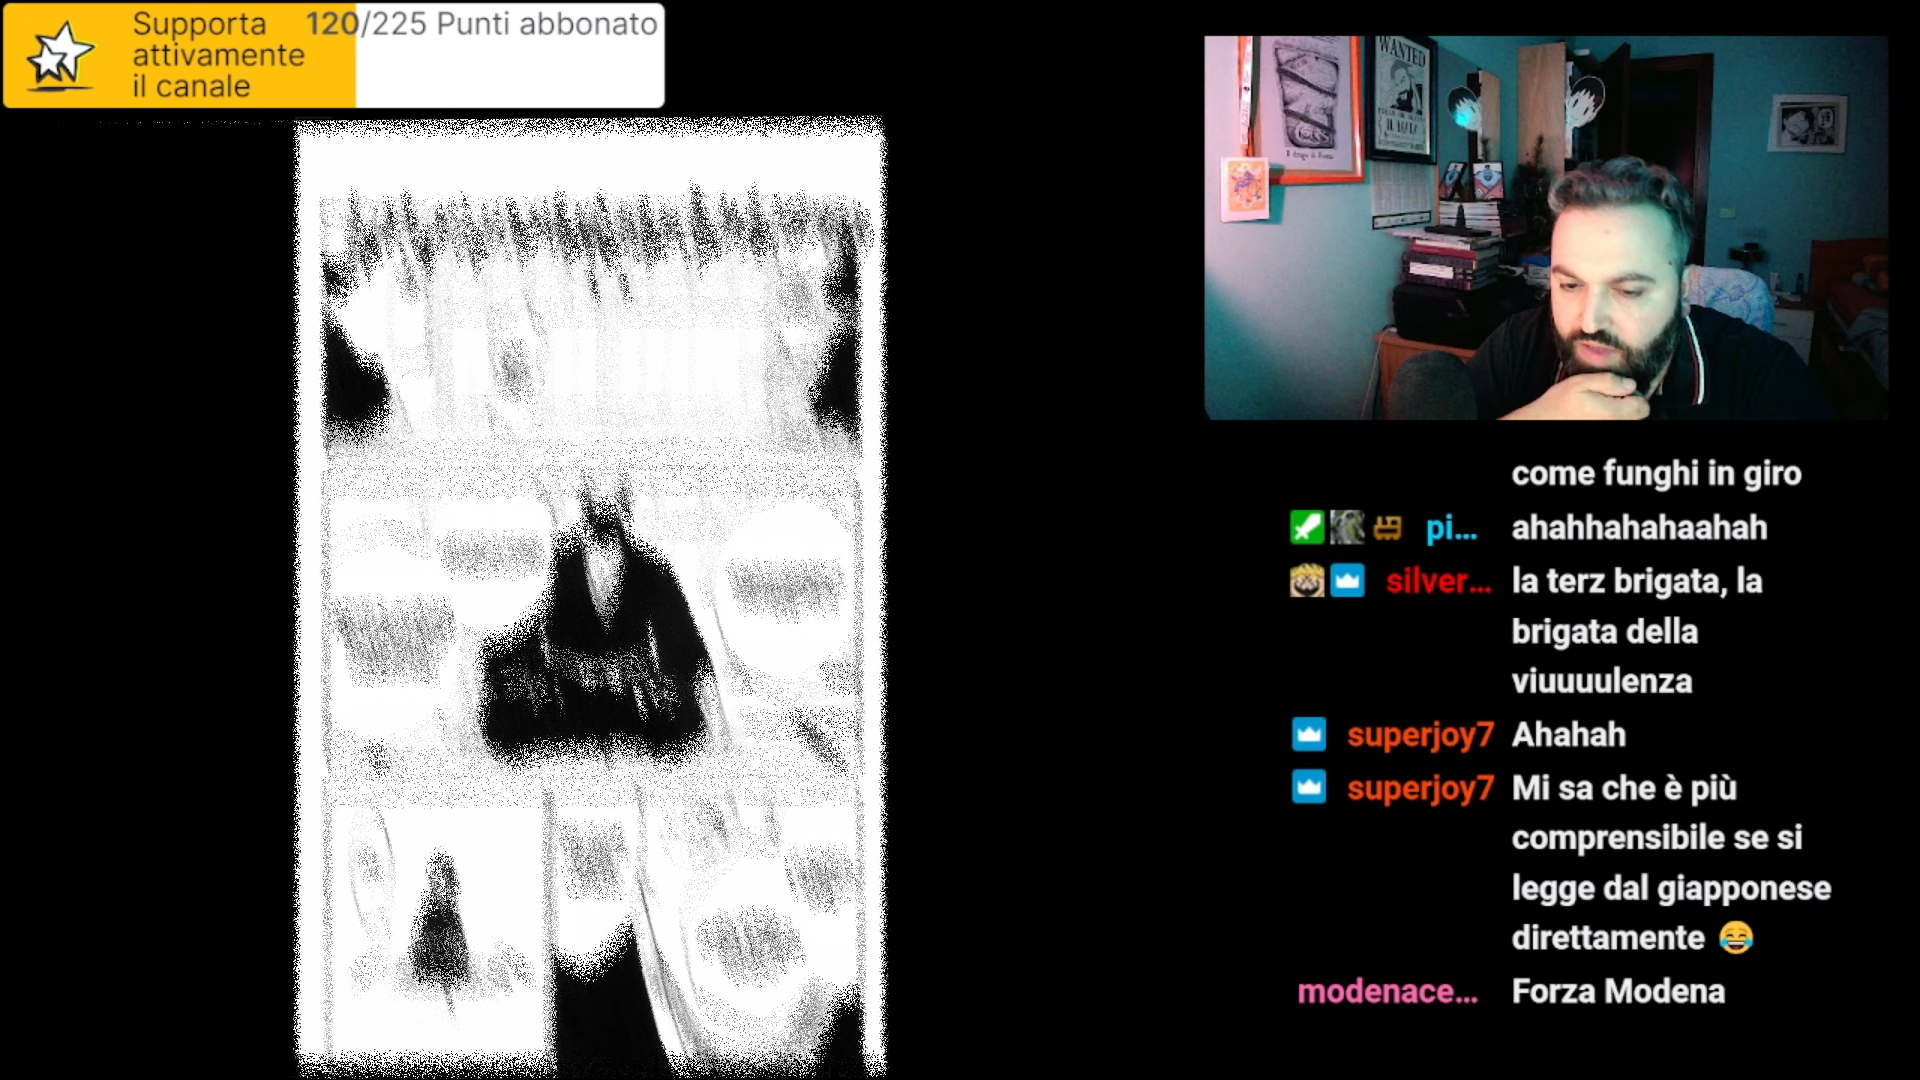 Supporta
attivamente
il canale
120/225 Punti abbonato
WANTED
come funghi in giro
pi... ahahhahahaahah
silver... la terz brigata, la
brigata della
viuuuulenza
superjoy7 Ahahah
superjoy7 Mi sa che è più
comprensibile se si
legge dal giapponese
direttamente 😂
modenace... Forza Modena